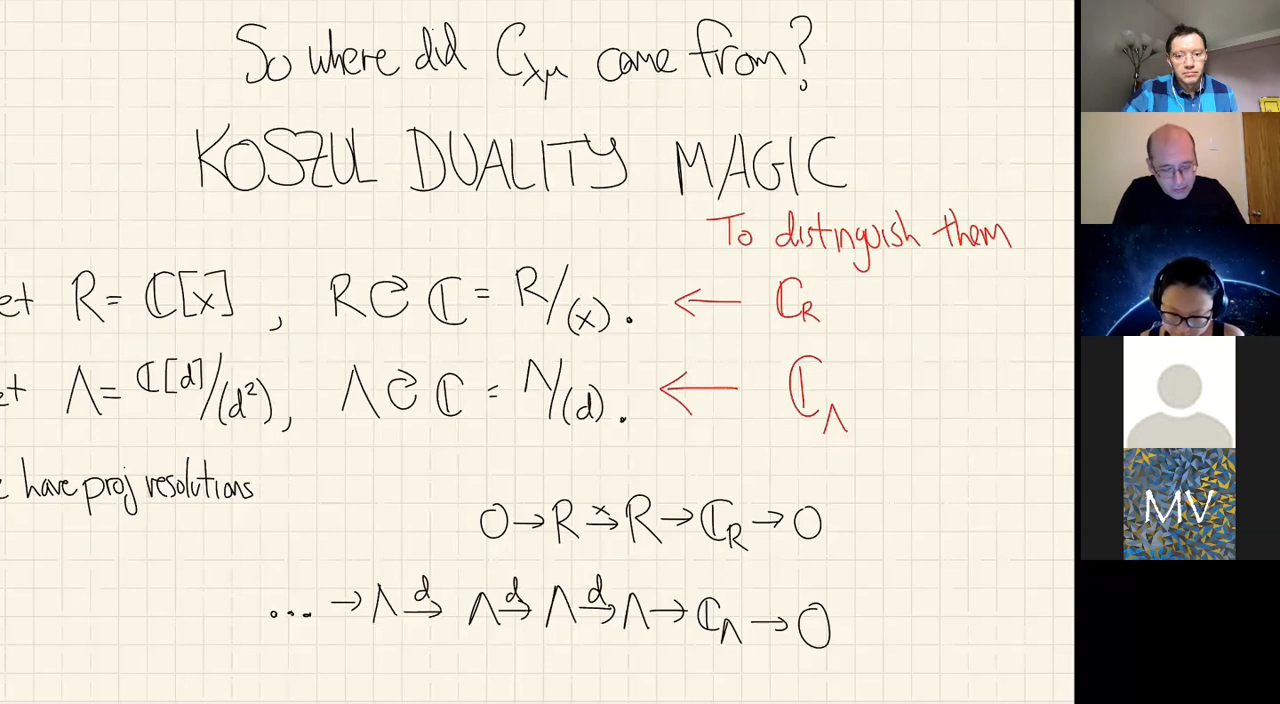 So where did C_{λμ} come from?
KOSZUL DUALITY MAGIC
To distinguish them
et R = ℂ[x] , R ↻ ℂ = R/(x). ← ℂ_R
et Λ = ℂ[d]/(d²), Λ ↻ ℂ = Λ/(d). ← ℂ_Λ
e have proj resolutions
0 → R →^x R → ℂ_R → 0
... → Λ →^d Λ →^d Λ →^d Λ → ℂ_Λ → 0
MV